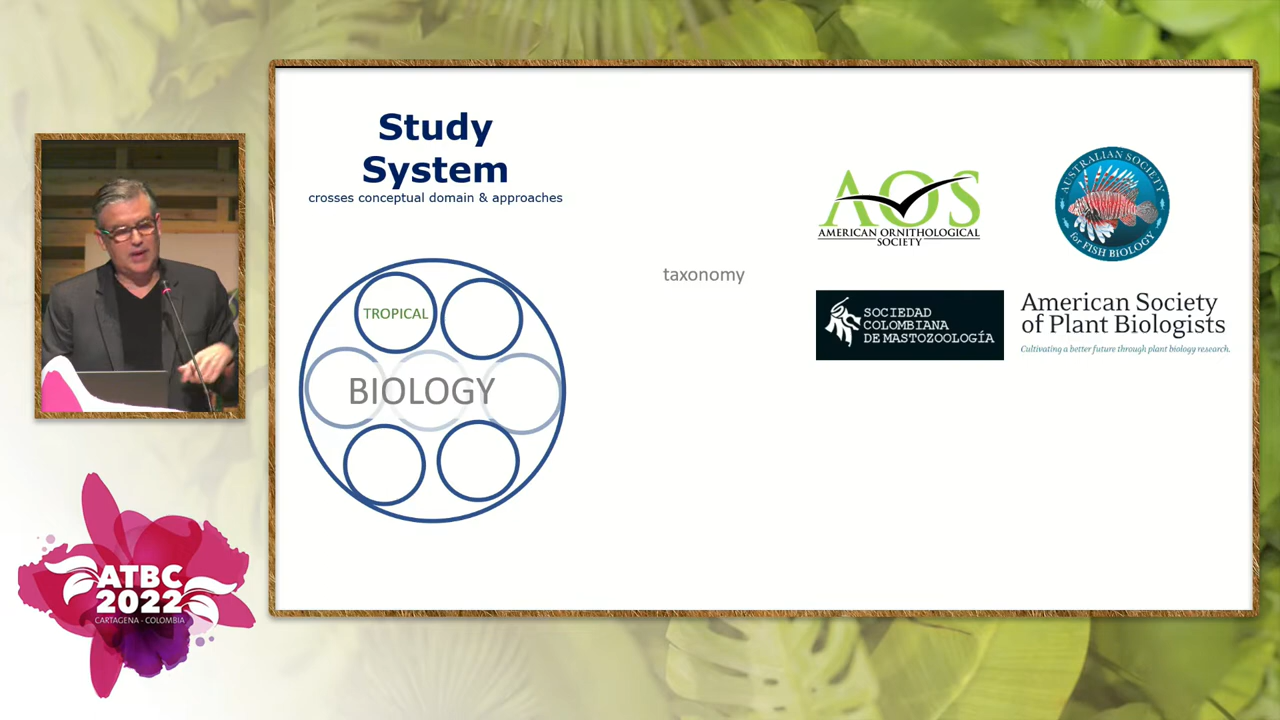 Study
System
crosses conceptual domain & approaches
TROPICAL
BIOLOGY
taxonomy
AOS
AMERICAN ORNITHOLOGICAL
SOCIETY
AUSTRALIAN SOCIETY
for FISH BIOLOGY
SOCIEDAD
COLOMBIANA
DE MASTOZOOLOGÍA
American Society
of Plant Biologists
Cultivating a better future through plant biology research.
ATBC
2022
CARTAGENA - COLOMBIA